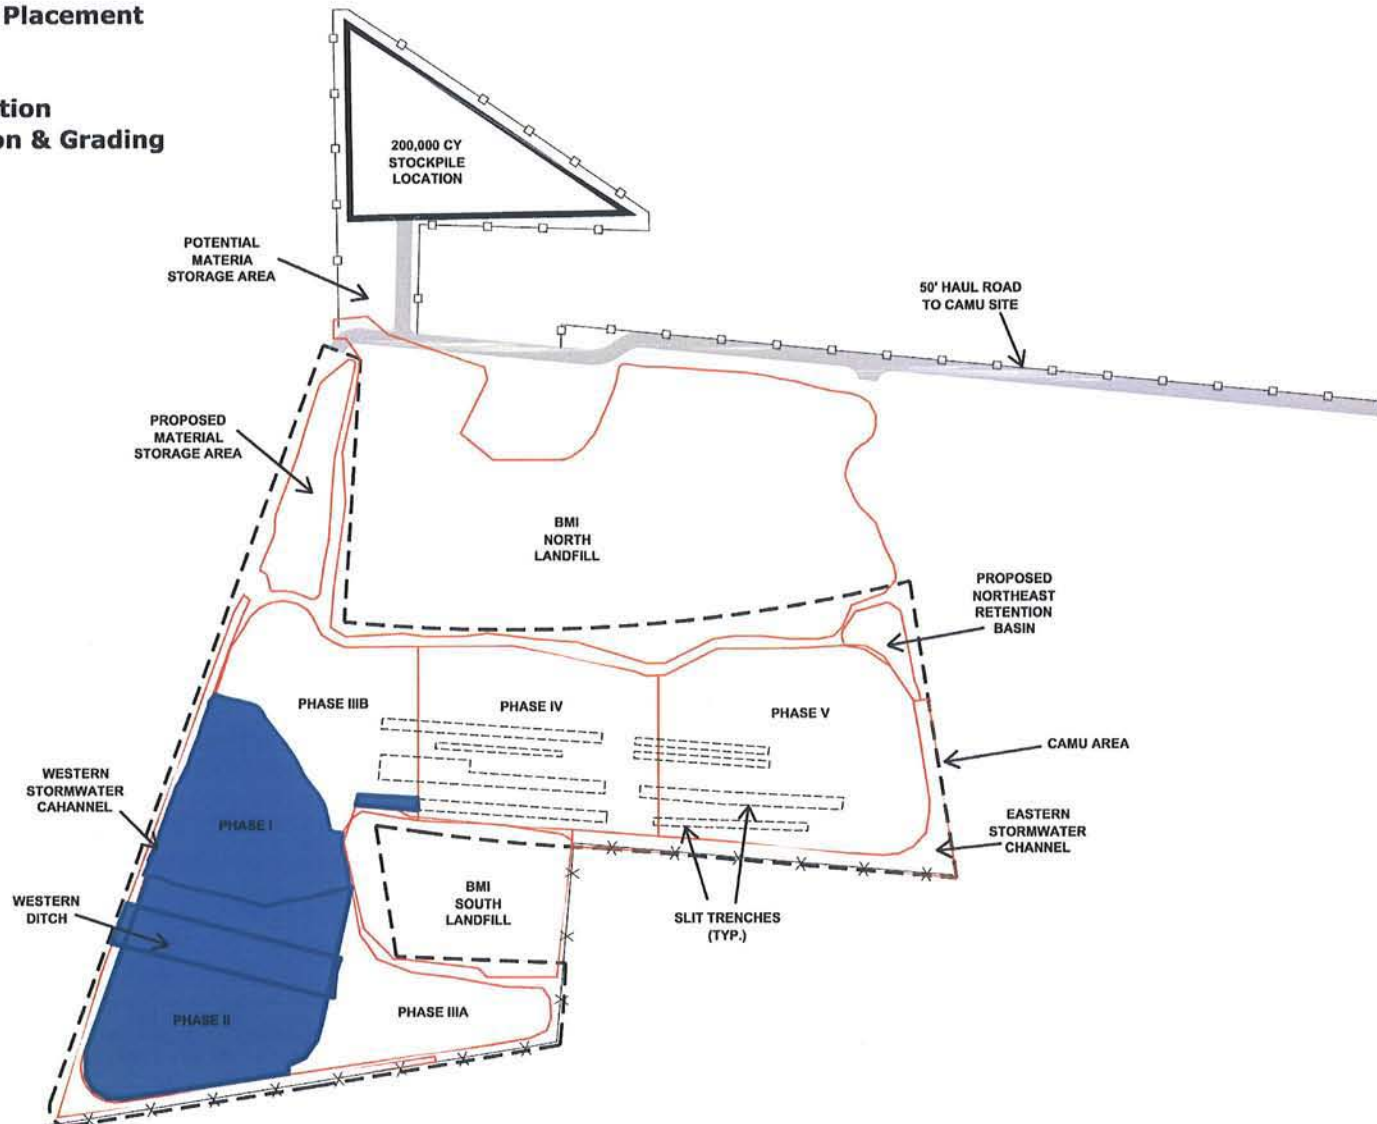 Placement
tion
on & Grading
200,000 CY
STOCKPILE
LOCATION
POTENTIAL
MATERIA
STORAGE AREA
50' HAUL ROAD
TO CAMU SITE
PROPOSED
MATERIAL
STORAGE AREA
BMI
NORTH
LANDFILL
PROPOSED
NORTHEAST
RETENTION
BASIN
PHASE IIIB
PHASE IV
PHASE V
CAMU AREA
WESTERN
STORMWATER
CAHANNEL
PHASE I
EASTERN
STORMWATER
CHANNEL
BMI
SOUTH
LANDFILL
WESTERN
DITCH
SLIT TRENCHES
(TYP.)
PHASE II
PHASE IIIA